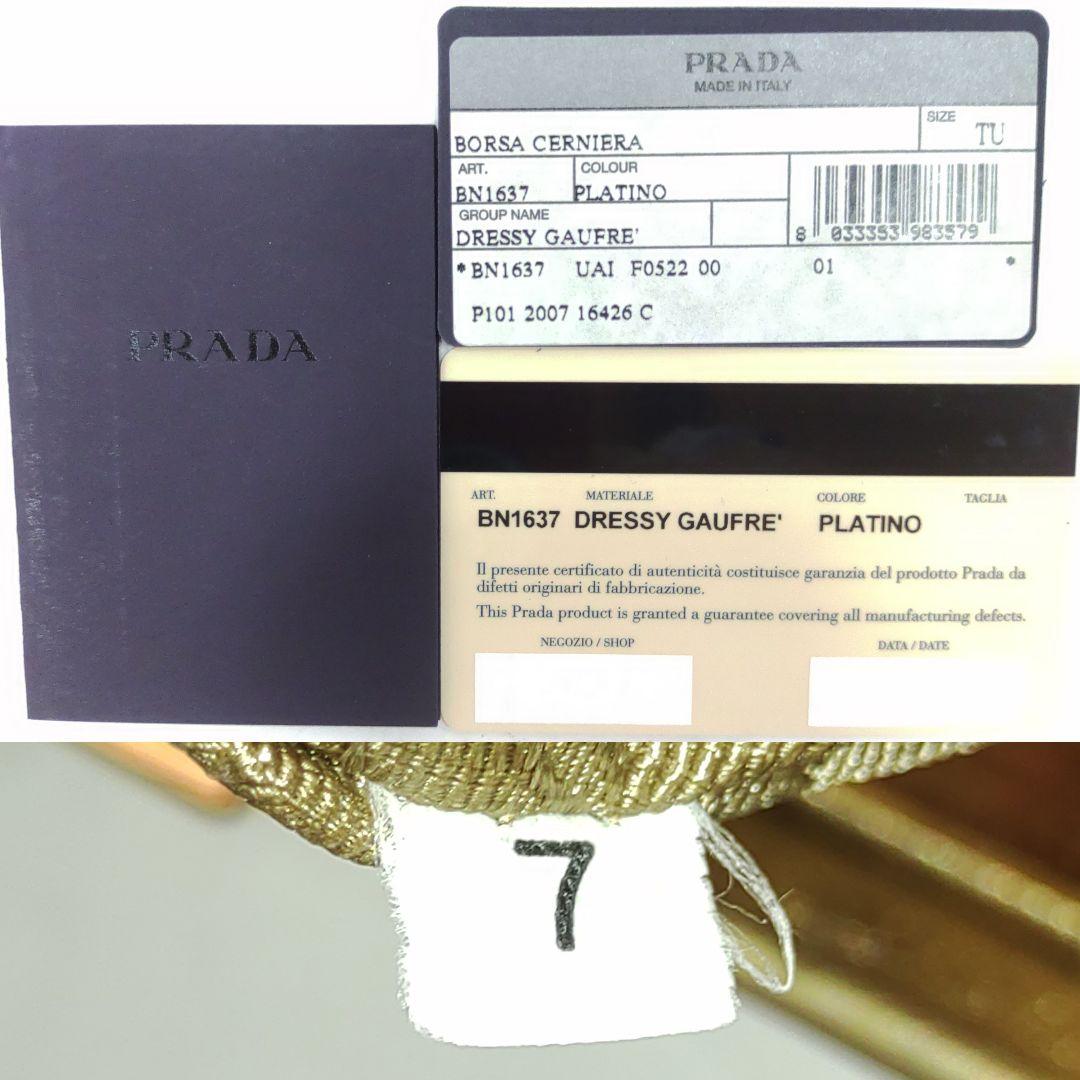 PRADA
PRADA
MADE IN ITALY
SIZE
TU
BORSA CERNIERA
ART.
COLOUR
BN1637 PLATINO
GROUP NAME
DRESSY GAUFRE'
8 033353 983579
*BN1637 UAI F0522 00 01 *
P101 2007 16426 C
ART. MATERIALE COLORE TAGLIA
BN1637 DRESSY GAUFRE' PLATINO
Il presente certificato di autenticità costituisce garanzia del prodotto Prada da
difetti originari di fabbricazione.
This Prada product is granted a guarantee covering all manufacturing defects.
NEGOZIO / SHOP DATA / DATE
7